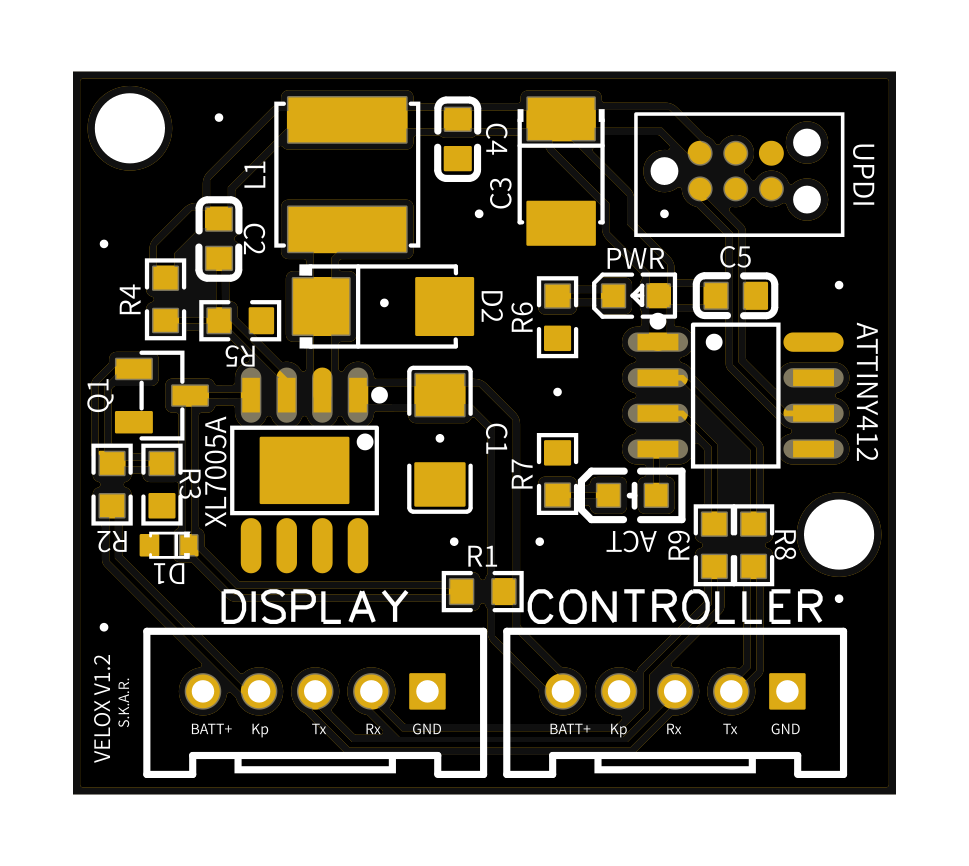 C4
L1
C3
UPDI
C2
PWR
C5
R4
D2
R6
R5
ATTINY412
Q1
C1
XL7005A
R7
R3
R2
ACT
R9
R8
D1
R1
DISPLAY
CONTROLLER
VELOX V1.2
S.K.A.R.
BATT+ Kp Tx Rx GND
BATT+ Kp Rx Tx GND